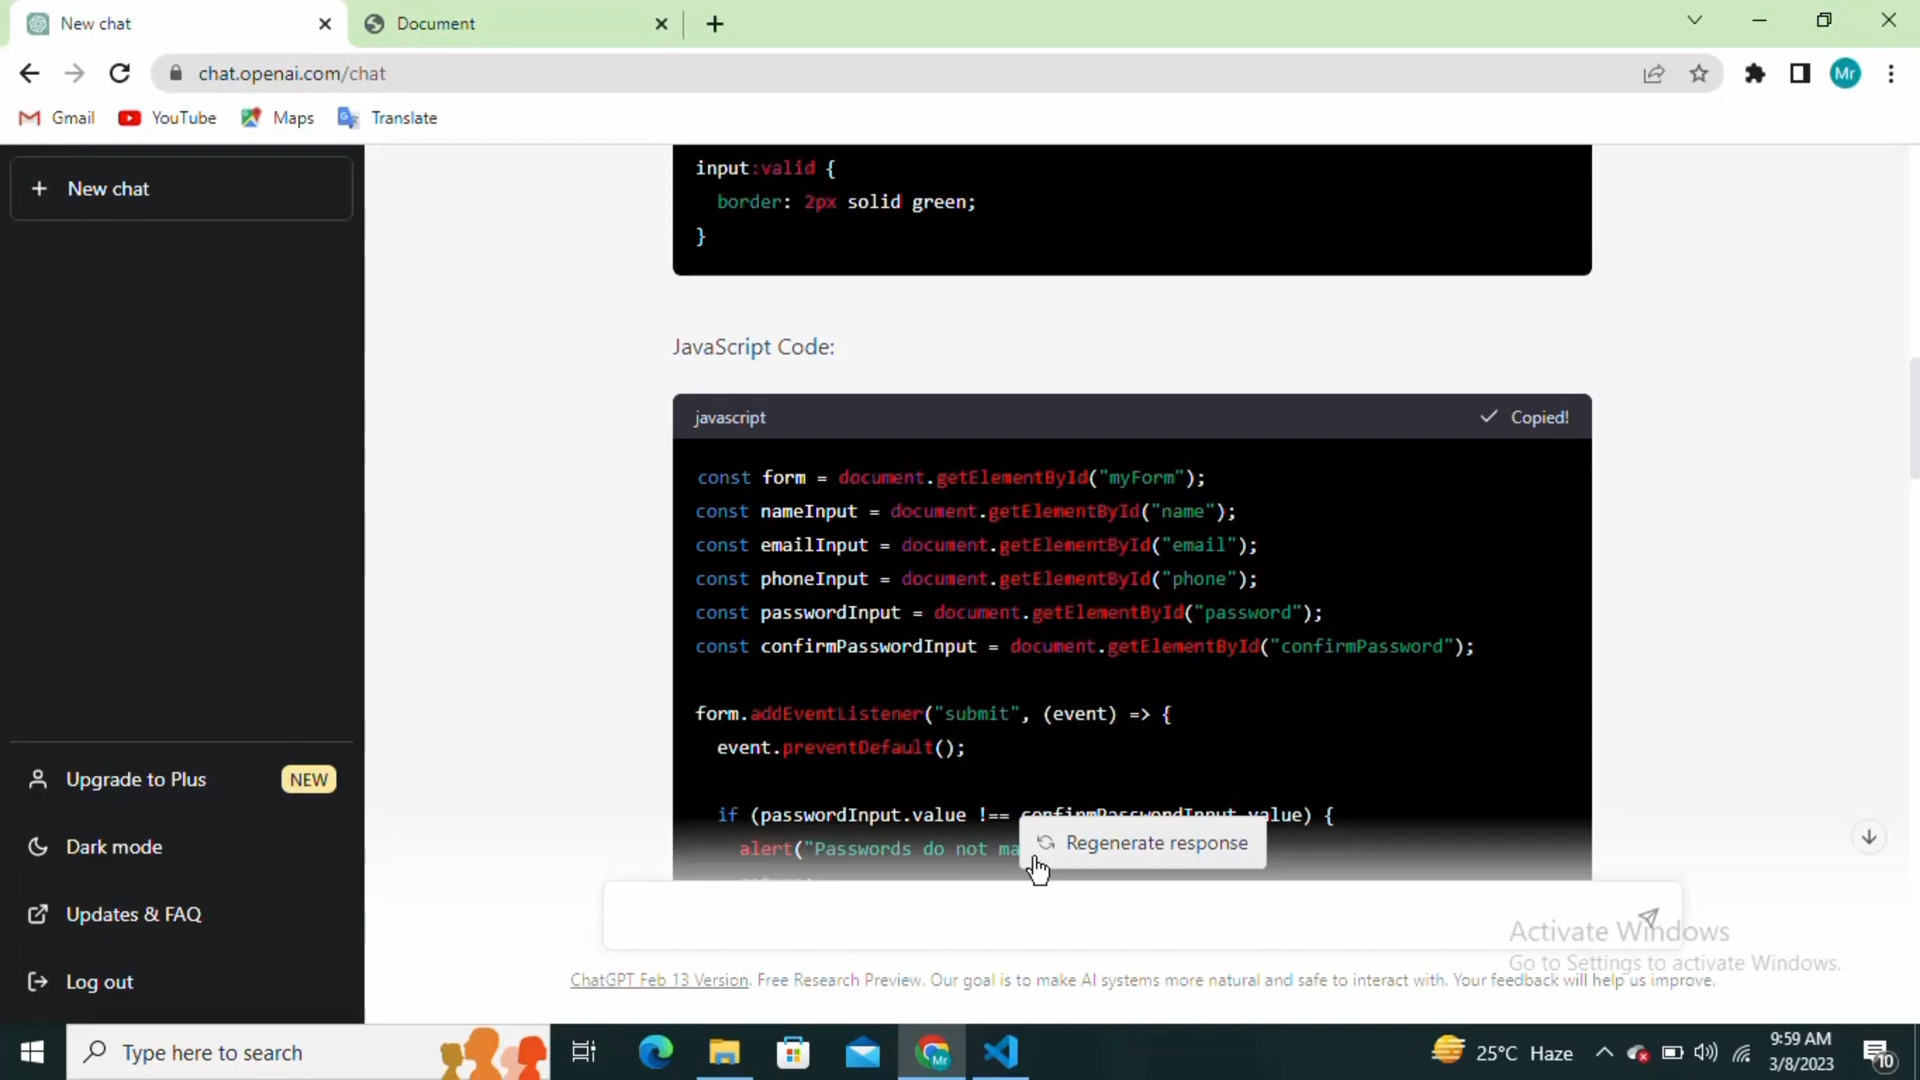 New chat
Document
chat.openai.com/chat
Mr
Gmail
YouTube
Maps
Translate
New chat
input:valid {
border: 2px solid green;
}
JavaScript Code:
javascript
Copied!
const form = document.getElementById("myForm");
const nameInput = document.getElementById("name");
const emailInput = document.getElementById("email");
const phoneInput = document.getElementById("phone");
const passwordInput = document.getElementById("password");
const confirmPasswordInput = document.getElementById("confirmPassword");
form.addEventListener("submit", (event) => {
event.preventDefault();
if (passwordInput.value !== confirmPasswordInput.value) {
alert("Passwords do not ma
Regenerate response
Upgrade to Plus
NEW
Dark mode
Updates & FAQ
Log out
Activate Windows
Go to Settings to activate Windows.
ChatGPT Feb 13 Version. Free Research Preview. Our goal is to make AI systems more natural and safe to interact with. Your feedback will help us improve.
Type here to search
Mr
25°C Haze
9:59 AM
3/8/2023
10